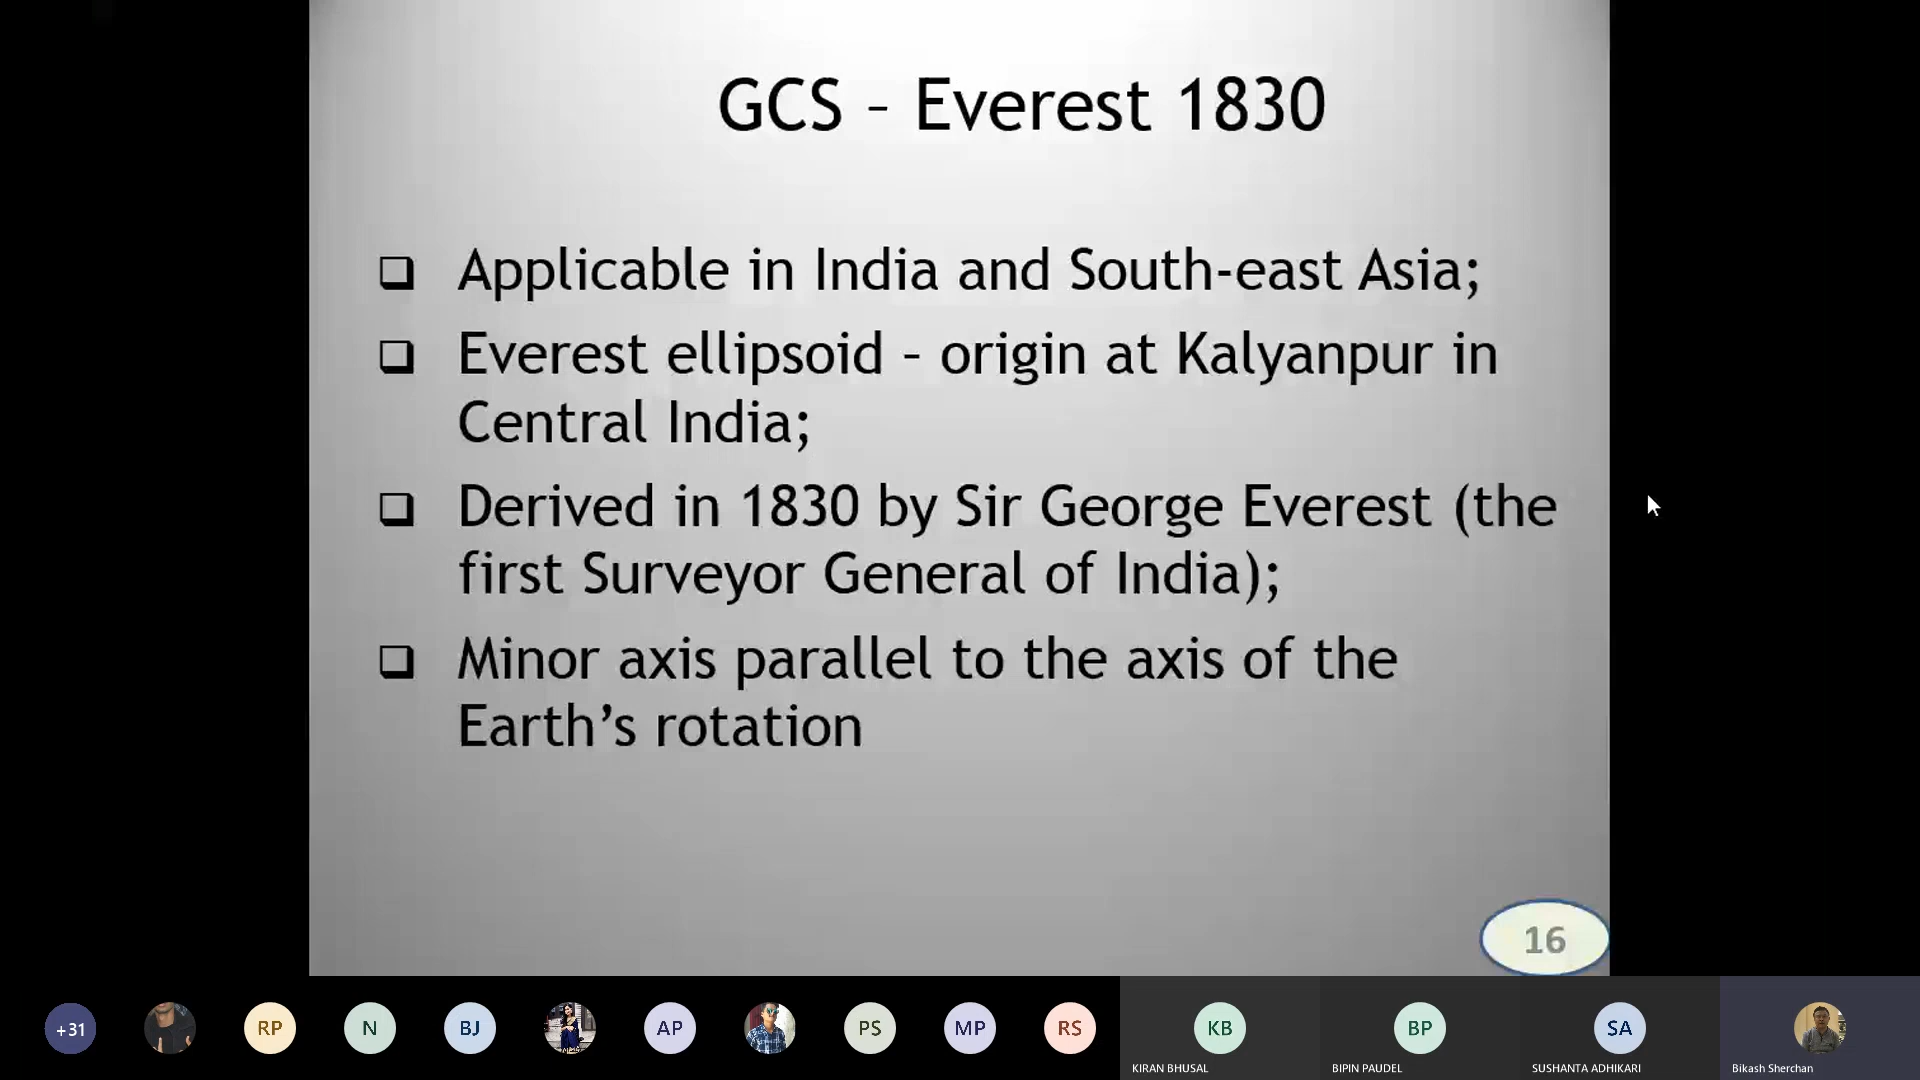 GCS – Everest 1830
Applicable in India and South-east Asia;
Everest ellipsoid – origin at Kalyanpur in
Central India;
Derived in 1830 by Sir George Everest (the
first Surveyor General of India);
Minor axis parallel to the axis of the
Earth’s rotation
16
+31
RP
N
BJ
AP
PS
MP
RS
KB
BP
SA
KIRAN BHUSAL
BIPIN PAUDEL
SUSHANTA ADHIKARI
Bikash Sherchan